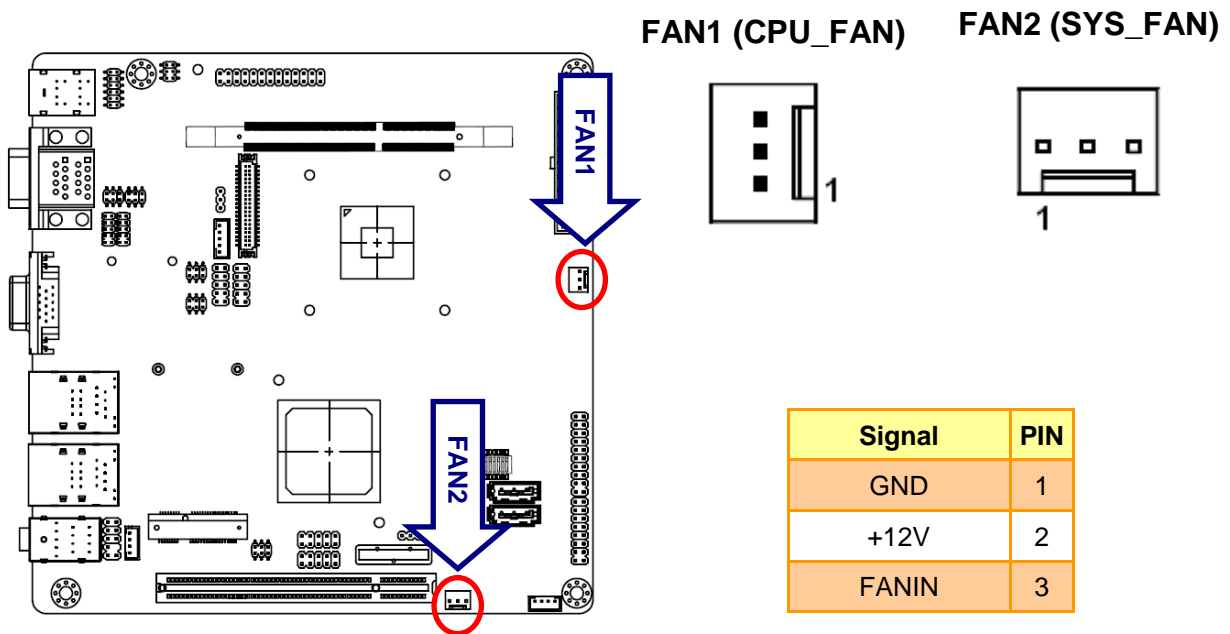 FAN1 (CPU_FAN)
FAN2 (SYS_FAN)
FAN1
1
1
FAN2
Signal PIN
GND 1
+12V 2
FANIN 3